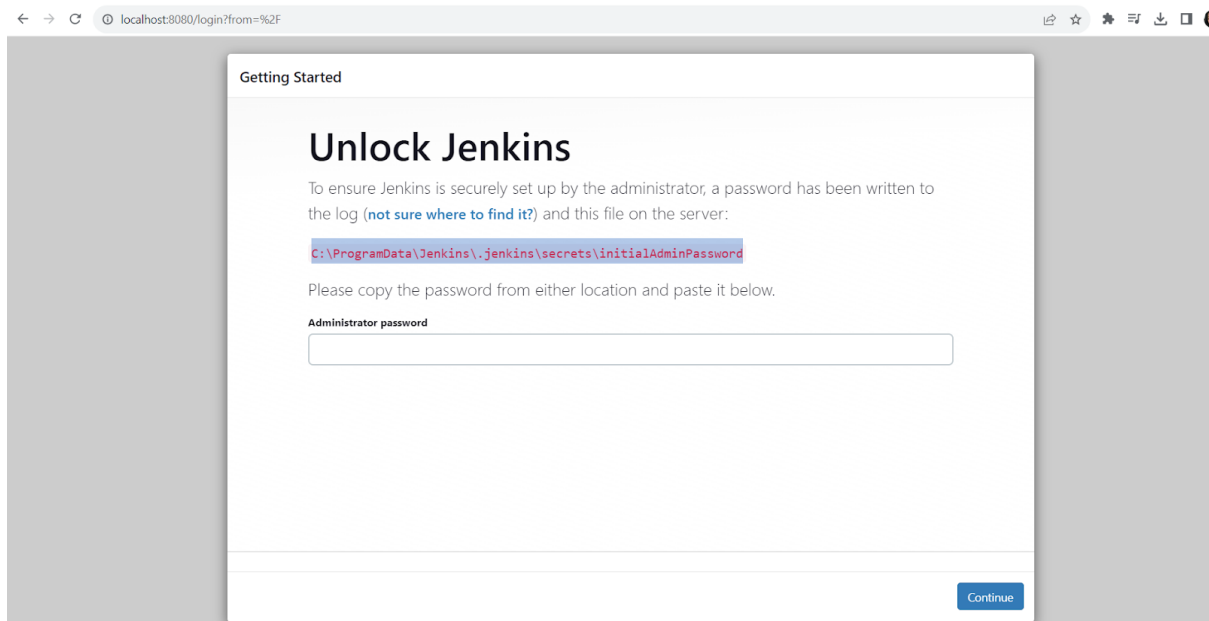 localhost:8080/login?from=%2F
Getting Started
Unlock Jenkins
To ensure Jenkins is securely set up by the administrator, a password has been written to
the log (not sure where to find it?) and this file on the server:
C:\ProgramData\Jenkins\.jenkins\secrets\initialAdminPassword
Please copy the password from either location and paste it below.
Administrator password
Continue